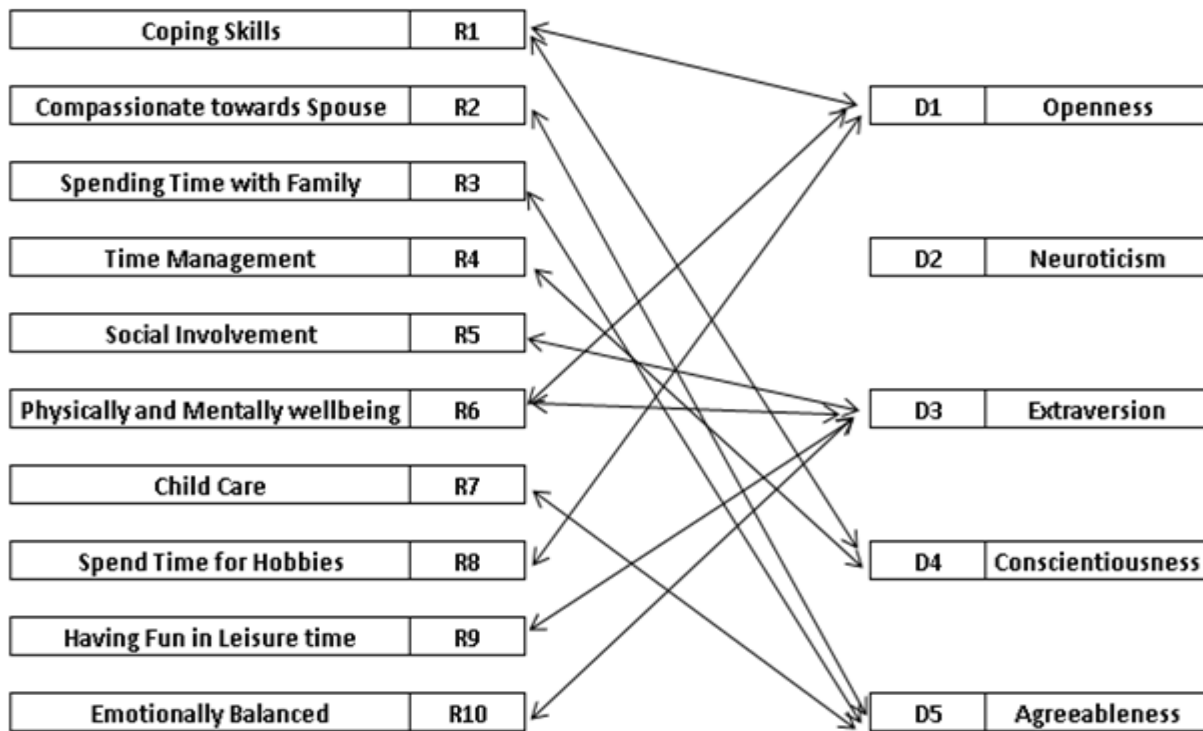 Coping Skills R1
Compassionate towards Spouse R2
D1 Openness
Spending Time with Family R3
Time Management R4
D2 Neuroticism
Social Involvement R5
Physically and Mentally wellbeing R6
D3 Extraversion
Child Care R7
Spend Time for Hobbies R8
D4 Conscientiousness
Having Fun in Leisure time R9
Emotionally Balanced R10
D5 Agreeableness